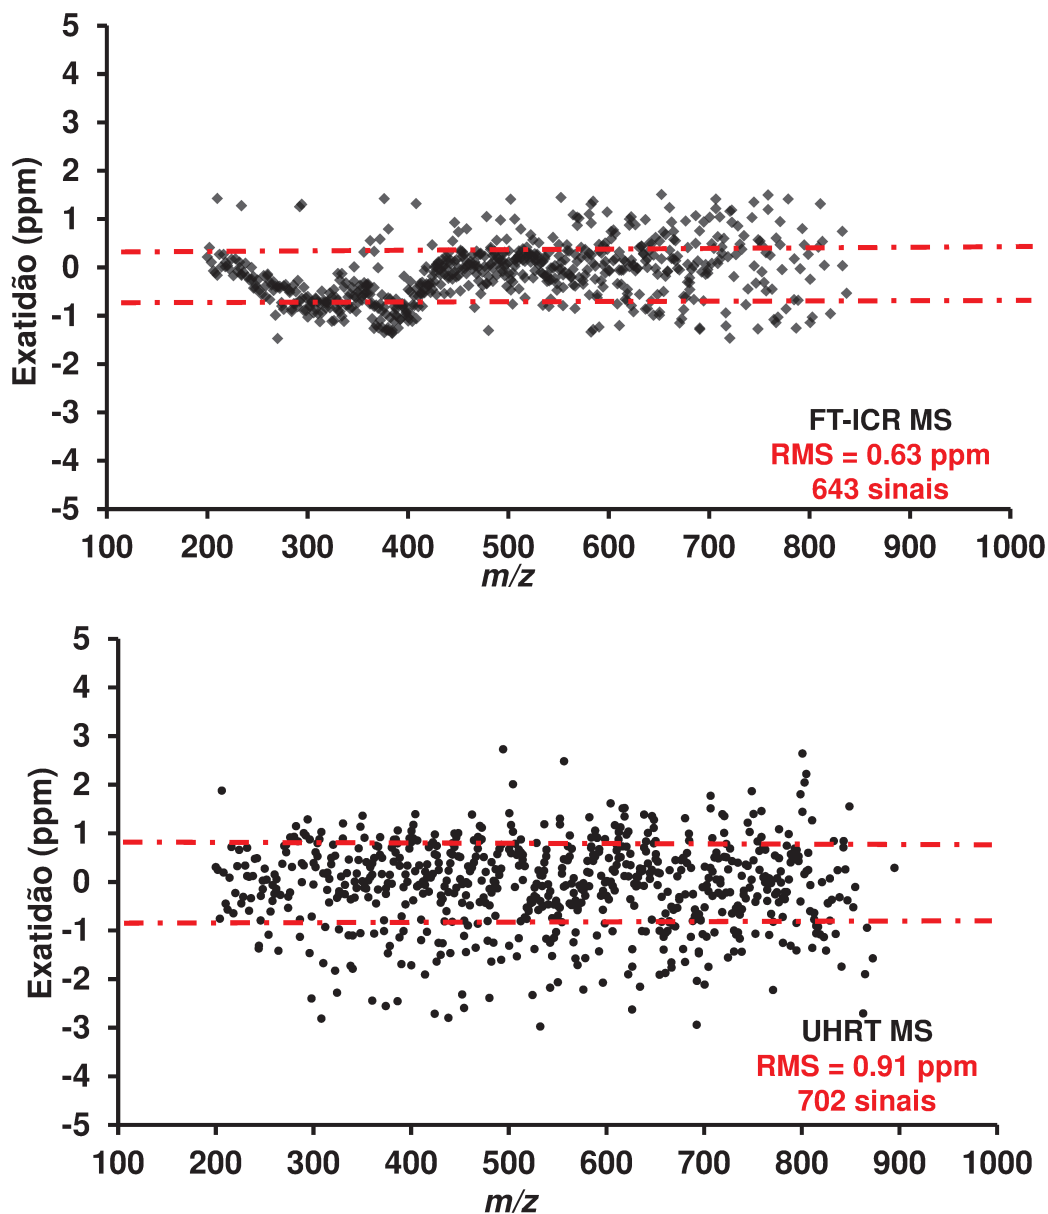 5
4
3
2
1
0
-1
-2
-3
-4
-5
Exatidão (ppm)
FT-ICR MS
RMS = 0.63 ppm
643 sinais
100 200 300 400 500 600 700 800 900 1000
m/z
5
4
3
2
1
0
-1
-2
-3
-4
-5
Exatidão (ppm)
UHRT MS
RMS = 0.91 ppm
702 sinais
100 200 300 400 500 600 700 800 900 1000
m/z